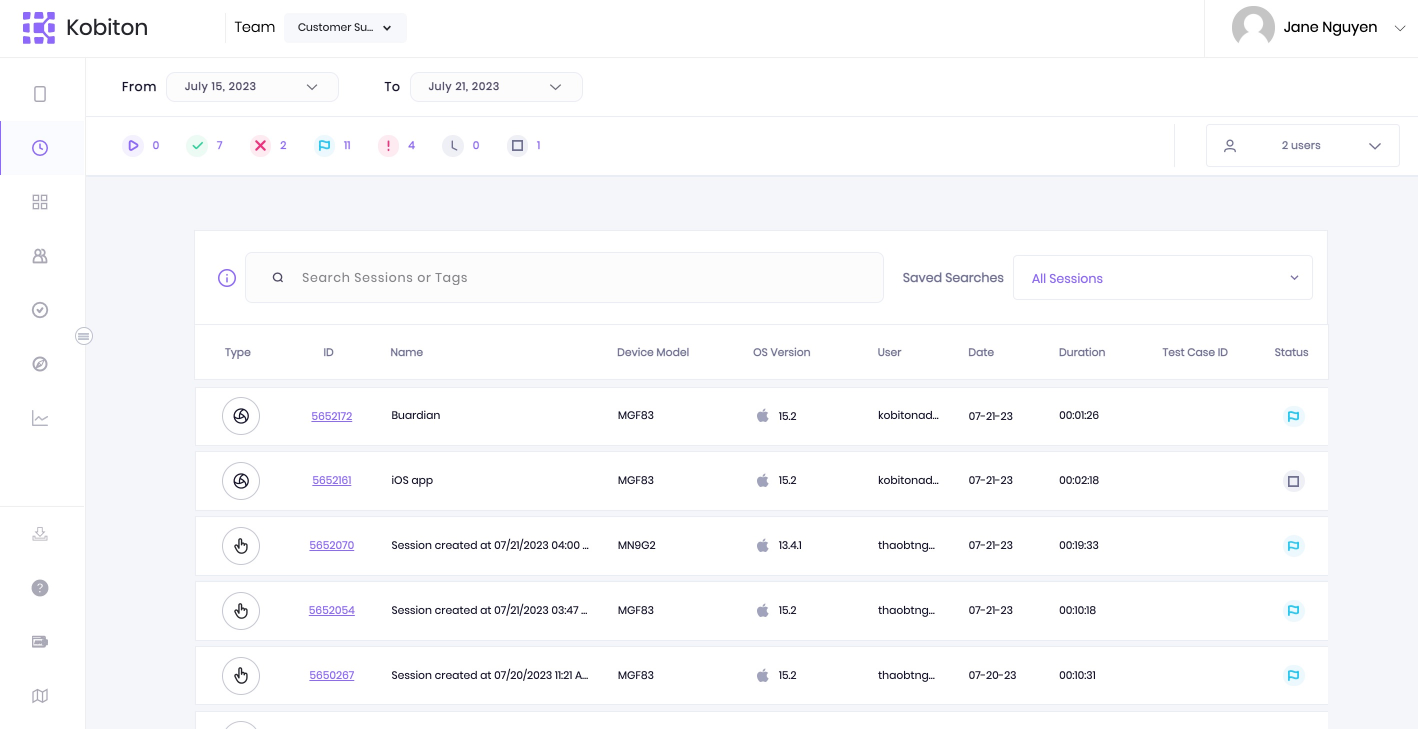 Kobiton
Team
Customer Su...
Jane Nguyen
From
July 15, 2023
To
July 21, 2023
0
7
2
11
4
0
1
2 users
Search Sessions or Tags
Saved Searches
All Sessions
Type ID Name Device Model OS Version User Date Duration Test Case ID Status
5652172 Buardian MGF83 15.2 kobitonad... 07-21-23 00:01:26
5652161 iOS app MGF83 15.2 kobitonad... 07-21-23 00:02:18
5652070 Session created at 07/21/2023 04:00 ... MN9G2 13.4.1 thaobtng... 07-21-23 00:19:33
5652054 Session created at 07/21/2023 03:47 ... MGF83 15.2 thaobtng... 07-21-23 00:10:18
5650267 Session created at 07/20/2023 11:21 A... MGF83 15.2 thaobtng... 07-20-23 00:10:31